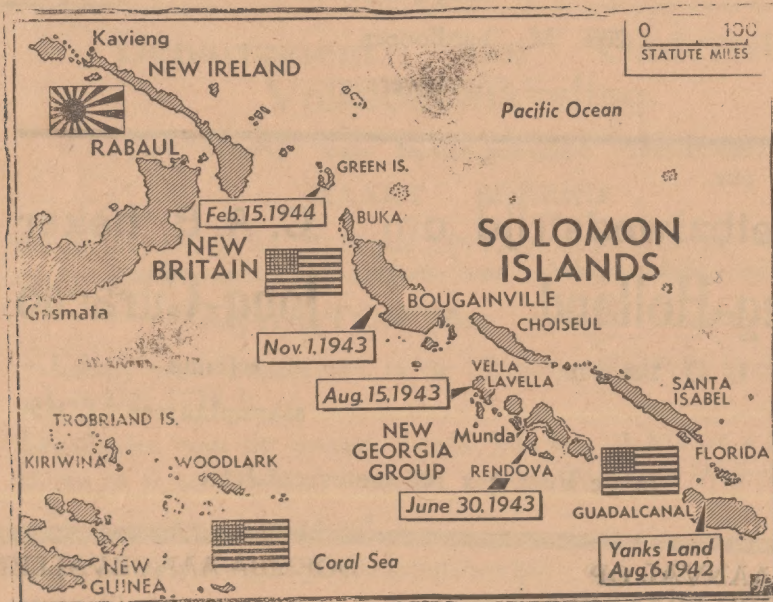 Kavieng
NEW IRELAND
0 100
STATUTE MILES
Pacific Ocean
RABAUL
GREEN IS.
Feb.15.1944
BUKA
NEW
BRITAIN
SOLOMON
ISLANDS
Gasmata
BOUGAINVILLE
CHOISEUL
Nov.1.1943
VELLA
LAVELLA
Aug.15.1943
SANTA
ISABEL
TROBRIAND IS.
NEW
GEORGIA
GROUP
Munda
KIRIWINA
WOODLARK
RENDOVA
FLORIDA
June 30.1943
GUADALCANAL
NEW
GUINEA
Coral Sea
Yanks Land
Aug.6.1942
AP